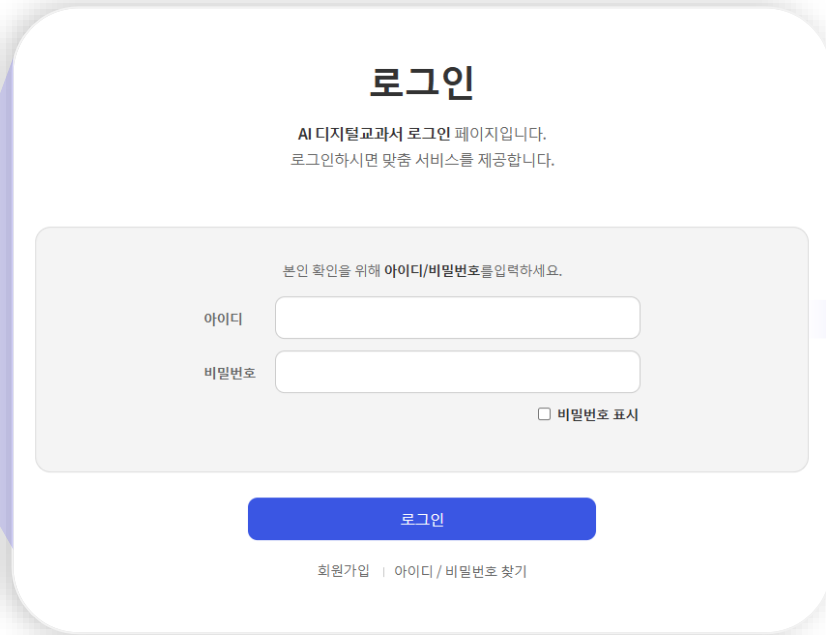 로그인
AI 디지털교과서 로그인 페이지입니다.
로그인하시면 맞춤 서비스를 제공합니다.
본인 확인을 위해 아이디/비밀번호를입력하세요.
아이디
비밀번호
비밀번호 표시
로그인
회원가입 | 아이디 / 비밀번호 찾기